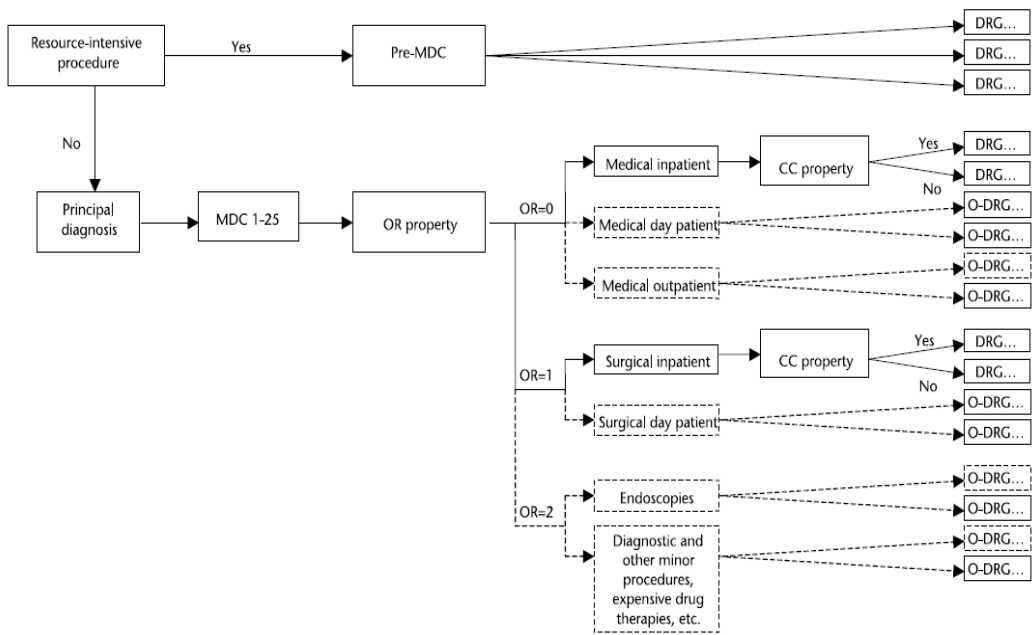 Resource-intensive
procedure
Yes
Pre-MDC
DRG...
DRG...
DRG...
No
Principal
diagnosis
MDC 1-25
OR property
OR=0
Medical inpatient
CC property
Yes
DRG...
DRG...
No
Medical day patient
O-DRG...
O-DRG...
Medical outpatient
O-DRG...
O-DRG...
OR=1
Surgical inpatient
CC property
Yes
DRG...
DRG...
No
Surgical day patient
O-DRG...
O-DRG...
OR=2
Endoscopies
O-DRG...
O-DRG...
Diagnostic and
other minor
procedures,
expensive drug
therapies, etc.
O-DRG...
O-DRG...